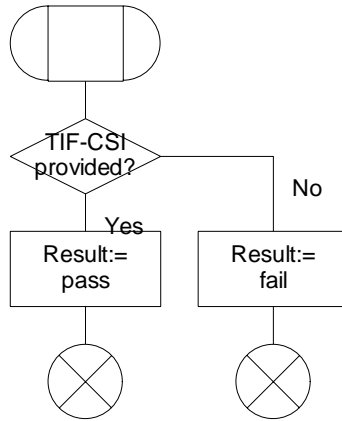 TIF-CSI
provided?
No
Yes
Result:=
pass
Result:=
fail